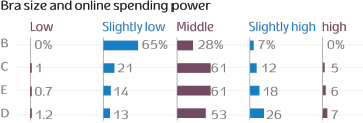 Bra size and online spending power
Low Slightly low Middle Slightly high high
B 0% 65% 28% 7% 0%
C 1 21 61 12 5
E 0.7 14 61 18 6
D 1.2 13 53 26 7